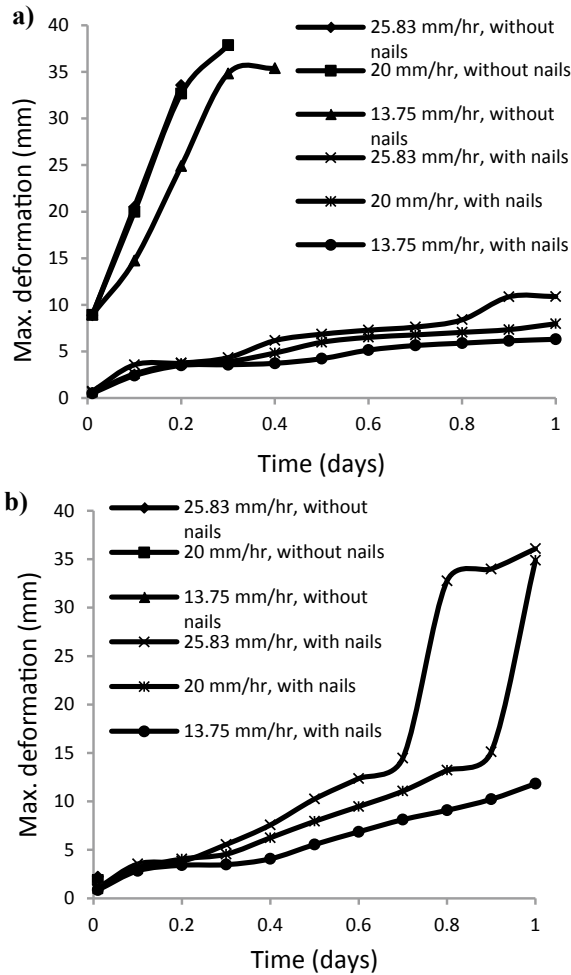 a)
40
35
30
25
20
15
10
5
0
Max. deformation (mm)
25.83 mm/hr, without
nails
20 mm/hr, without nails
13.75 mm/hr, without
nails
25.83 mm/hr, with nails
20 mm/hr, with nails
13.75 mm/hr, with nails
0 0.2 0.4 0.6 0.8 1
Time (days)
b)
40
35
30
25
20
15
10
5
0
Max. deformation (mm)
25.83 mm/hr, without
nails
20 mm/hr, without nails
13.75 mm/hr, without
nails
25.83 mm/hr, with nails
20 mm/hr, with nails
13.75 mm/hr, with nails
0 0.2 0.4 0.6 0.8 1
Time (days)